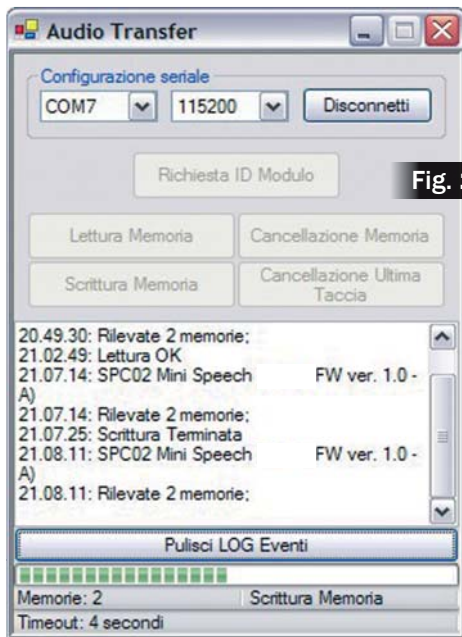 Audio Transfer
Configurazione seriale
COM7 115200 Disconnetti
Richiesta ID Modulo
Fig.
Lettura Memoria Cancellazione Memoria
Scrittura Memoria Cancellazione Ultima
Taccia
20.49.30: Rilevate 2 memorie;
21.02.49: Lettura OK
21.07.14: SPC02 Mini Speech FW ver. 1.0 -
A)
21.07.14: Rilevate 2 memorie;
21.07.25: Scrittura Terminata
21.08.11: SPC02 Mini Speech FW ver. 1.0 -
A)
21.08.11: Rilevate 2 memorie;
Pulisci LOG Eventi
Memorie: 2 Scrittura Memoria
Timeout: 4 secondi